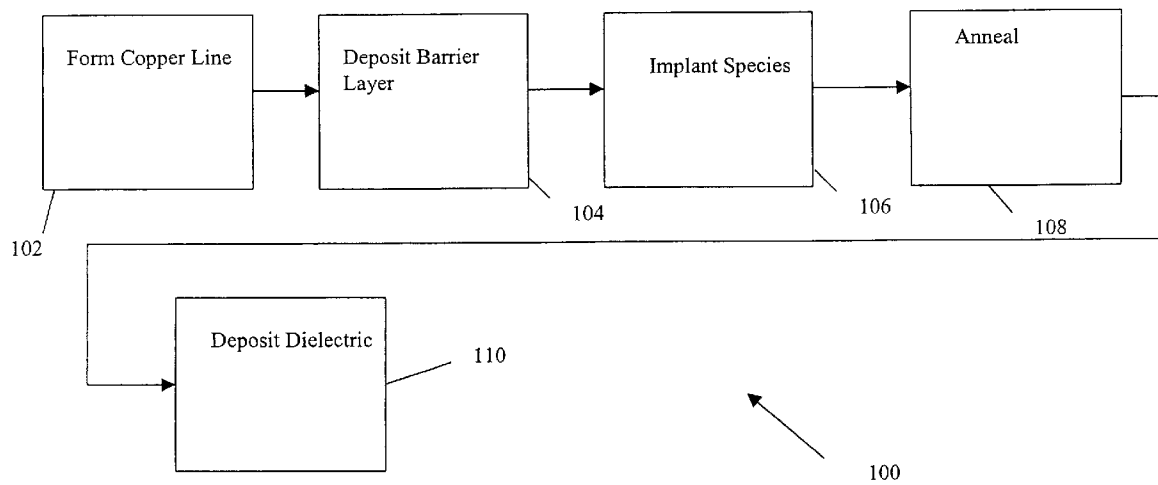 Form Copper Line
Deposit Barrier
Layer
Implant Species
Anneal
102
104
106
108
Deposit Dielectric
110
100